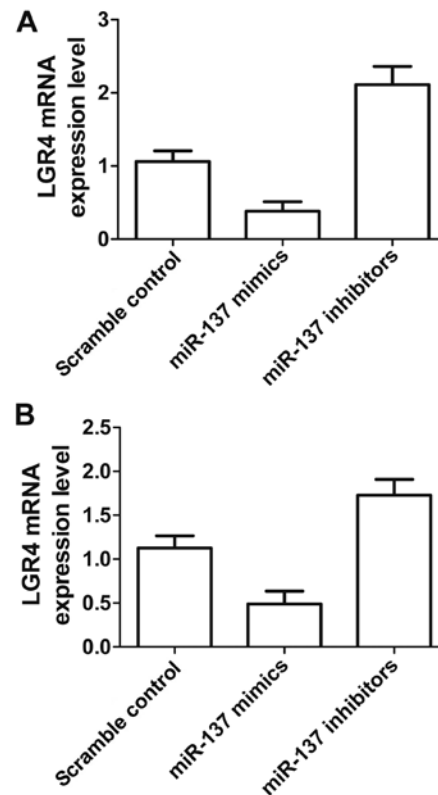 A
LGR4 mRNA
expression level
3
2
1
0
Scramble control
miR-137 mimics
miR-137 inhibitors
B
LGR4 mRNA
expression level
2.5
2.0
1.5
1.0
0.5
0.0
Scramble control
miR-137 mimics
miR-137 inhibitors